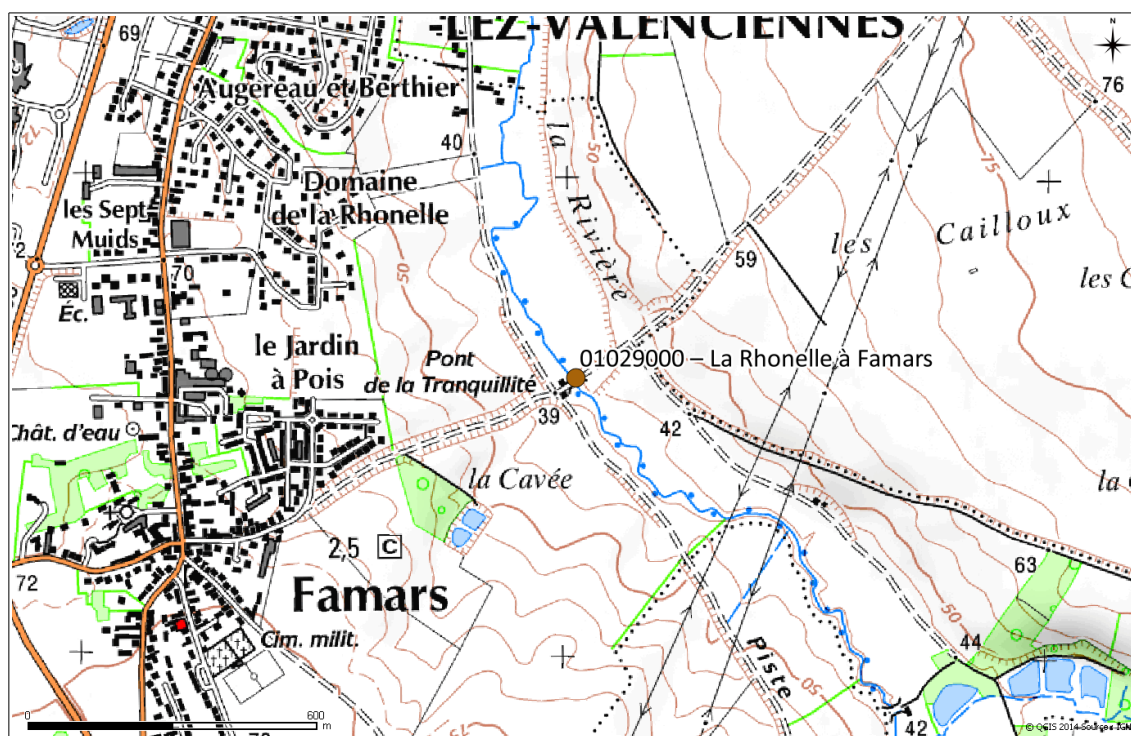 LEZ-VALENCIENNES
N
69
76
Augereau et Berthier
la Rivière
40
50
75
Domaine
de la Rhonelle
les Sept
Muids
Cailloux
les
59
70
50
Éc.
le Jardin
à Pois
Pont
de la Tranquillité
01029000 – La Rhonelle à Famars
39
42
Chât. d'eau
la Cavée
2,5
C
63
72
Famars
50
44
Cim. milit.
Piste
50
42
0
600
m
© QGIS 2014 Source : IGN